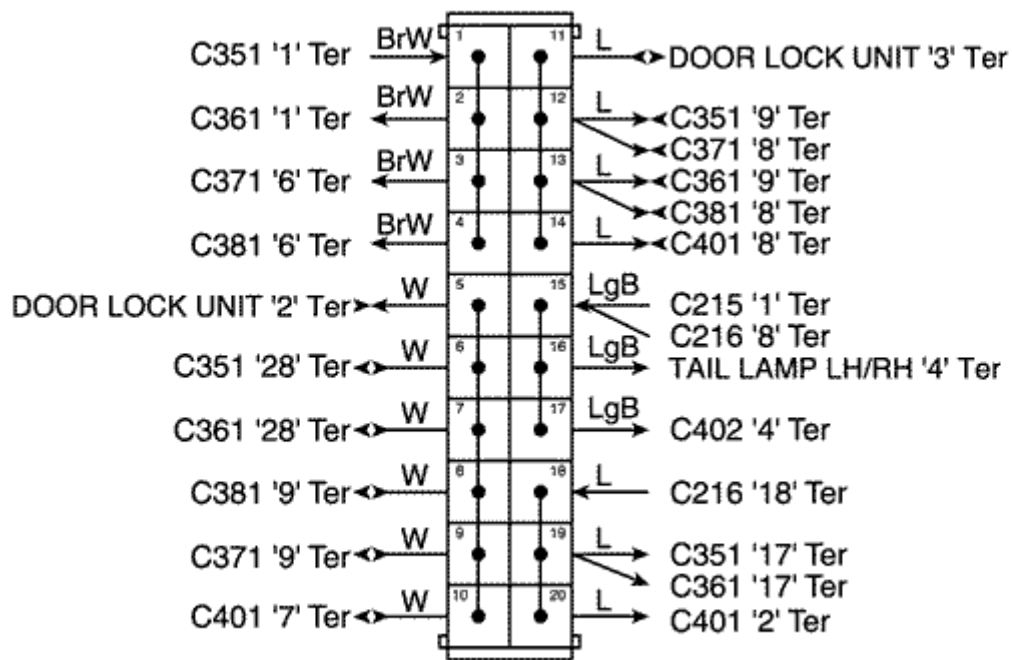 C351 '1' Ter BrW 1 11 L DOOR LOCK UNIT '3' Ter
C361 '1' Ter BrW 2 12 L C351 '9' Ter
C371 '8' Ter
C371 '6' Ter BrW 3 13 L C361 '9' Ter
C381 '8' Ter
C381 '6' Ter BrW 4 14 L C401 '8' Ter
DOOR LOCK UNIT '2' Ter W 5 15 LgB C215 '1' Ter
C216 '8' Ter
C351 '28' Ter W 6 16 LgB TAIL LAMP LH/RH '4' Ter
C361 '28' Ter W 7 17 LgB C402 '4' Ter
C381 '9' Ter W 8 18 L C216 '18' Ter
C371 '9' Ter W 9 19 L C351 '17' Ter
C361 '17' Ter
C401 '7' Ter W 10 20 L C401 '2' Ter